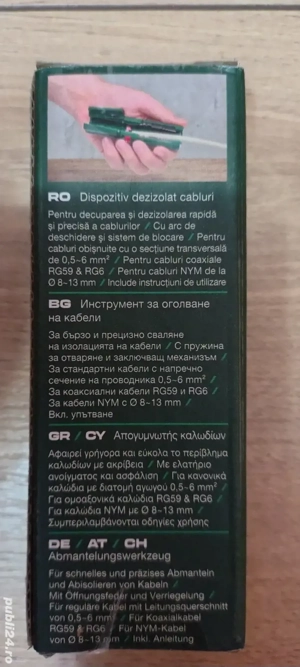 RO Dispozitiv dezizolat cabluri
Pentru decuparea și dezizolarea rapidă
și precisă a cablurilor / Cu arc de
deschidere și sistem de blocare / Pentru
cabluri obișnuite cu o secțiune transversală
de 0,5–6 mm² / Pentru cabluri coaxiale
RG59 & RG6 / Pentru cabluri NYM de la
Ø 8–13 mm / Include instrucțiuni de utilizare
BG Инструмент за оголване
на кабели
За бързо и прецизно сваляне
на изолацията на кабели / С пружина
за отваряне и заключващ механизъм /
За стандартни кабели с напречно
сечение на проводника 0,5–6 mm² /
За коаксиални кабели RG59 и RG6 /
За кабели NYM с Ø 8–13 mm /
Вкл. упътване
GR / CY Απογυμνωτής καλωδίων
Αφαιρεί γρήγορα και εύκολα το περίβλημα
καλωδίων με ακρίβεια / Με ελατήριο
ανοίγματος και ασφάλιση / Για κανονικά
καλώδια με διατομή αγωγού 0,5–6 mm² /
Για ομοαξονικά καλώδια RG59 & RG6 /
Για καλώδια NYM με Ø 8–13 mm /
Συμπεριλαμβάνονται οδηγίες χρήσης
DE / AT / CH
Abmantelungswerkzeug
Für schnelles und präzises Abmanteln
und Abisolieren von Kabeln /
Mit Öffnungsfeder und Verriegelung /
Für reguläre Kabel mit Leitungsquerschnitt
von 0,5–6 mm² / Für Koaxialkabel
RG59 & RG6 / Für NYM-Kabel
von Ø 8–13 mm / Inkl. Anleitung
publi24.ro